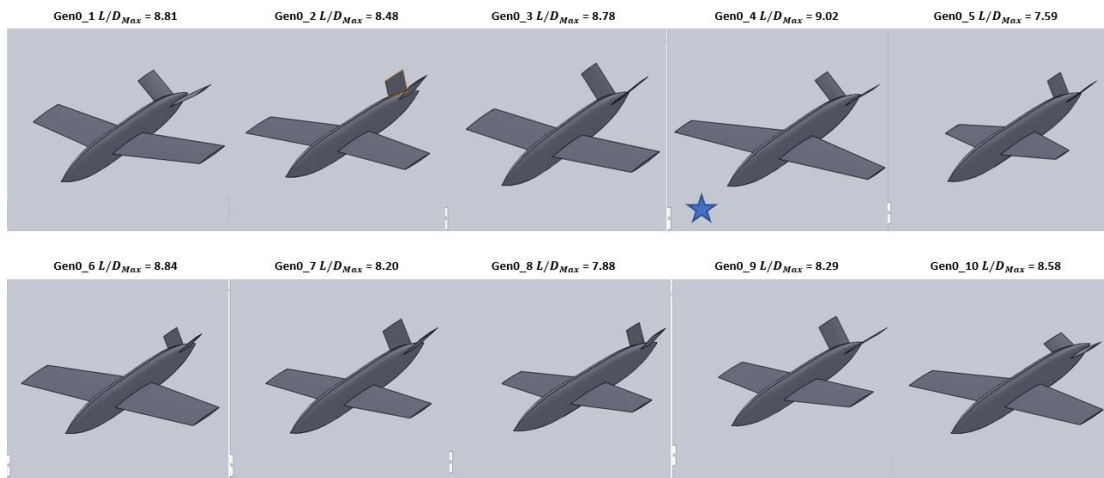 Gen0_1 L/D_Max = 8.81
Gen0_2 L/D_Max = 8.48
Gen0_3 L/D_Max = 8.78
Gen0_4 L/D_Max = 9.02
Gen0_5 L/D_Max = 7.59
Gen0_6 L/D_Max = 8.84
Gen0_7 L/D_Max = 8.20
Gen0_8 L/D_Max = 7.88
Gen0_9 L/D_Max = 8.29
Gen0_10 L/D_Max = 8.58